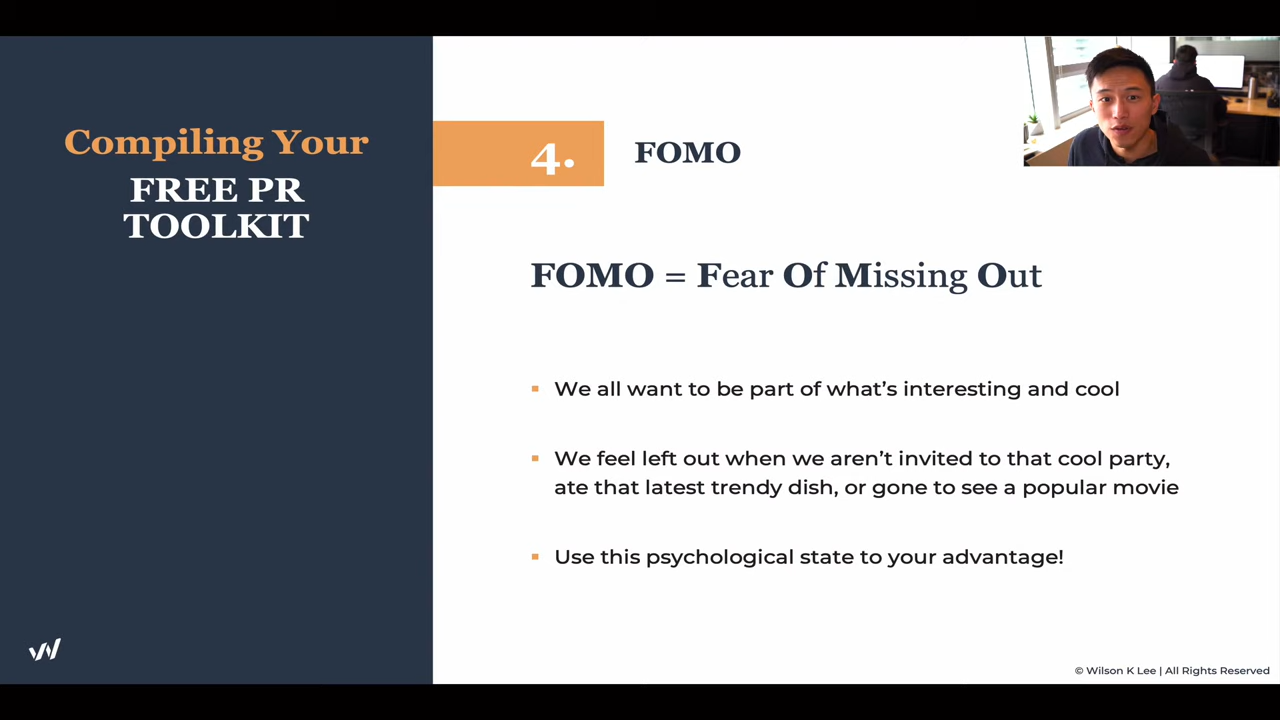 Compiling Your
FREE PR
TOOLKIT
4.
FOMO
FOMO = Fear Of Missing Out
We all want to be part of what's interesting and cool
We feel left out when we aren't invited to that cool party,
ate that latest trendy dish, or gone to see a popular movie
Use this psychological state to your advantage!
© Wilson K Lee | All Rights Reserved